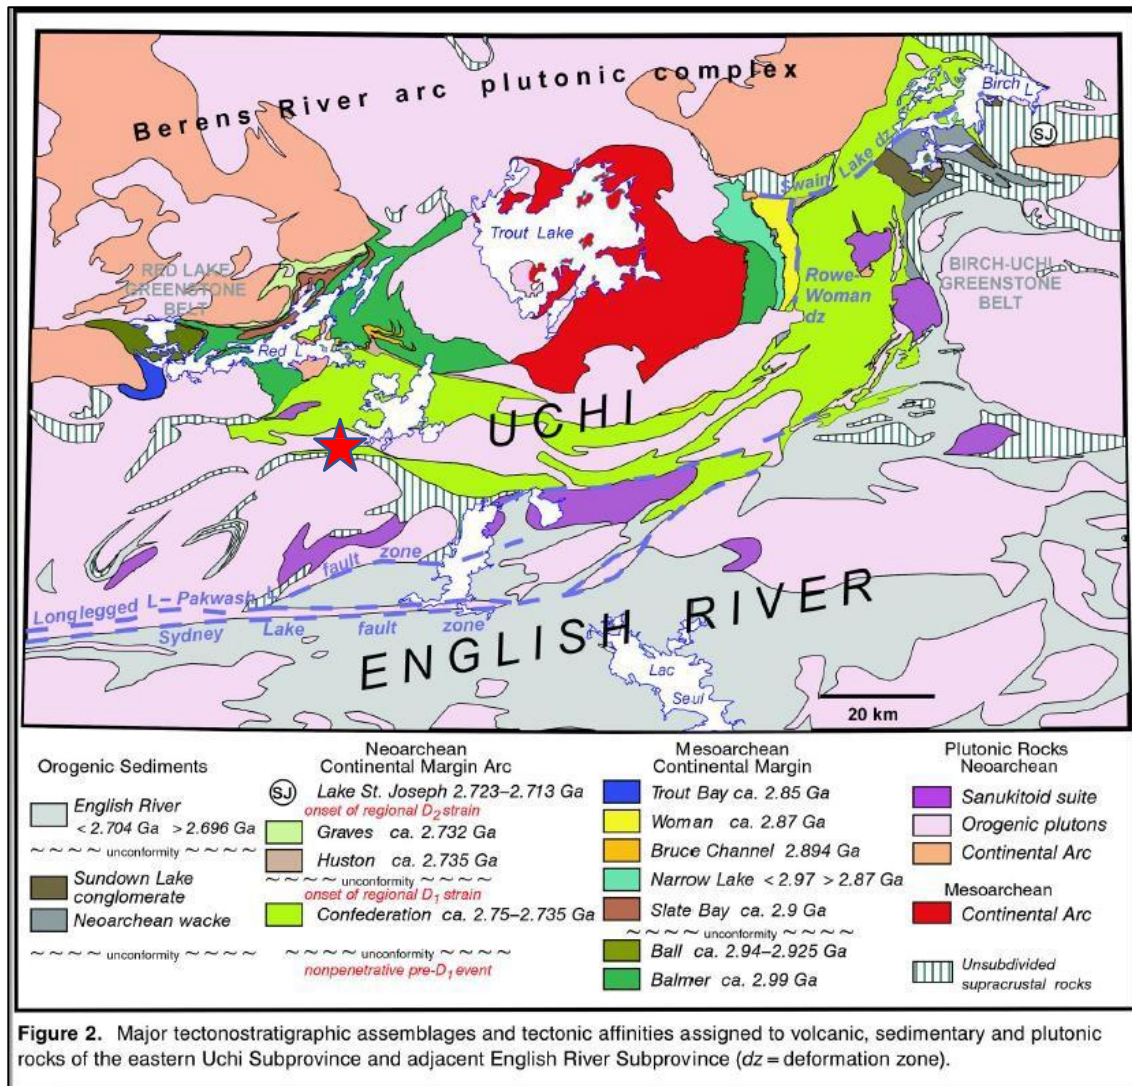 Berens River arc plutonic complex
Birch L
SJ
Swain Lake dz
Trout Lake
RED LAKE
GREENSTONE
BELT
Rowe-
Woman
dz
BIRCH-UCHI
GREENSTONE
BELT
Red L
UCHI
Longlegged L – Pakwash L fault zone
Sydney Lake fault zone
ENGLISH RIVER
Lac
Seul
20 km
Orogenic Sediments
English River
< 2.704 Ga > 2.696 Ga
~ ~ ~ ~ unconformity ~ ~ ~ ~
Sundown Lake
conglomerate
Neoarchean wacke
~ ~ ~ ~ unconformity ~ ~ ~ ~
Neoarchean
Continental Margin Arc
SJ Lake St. Joseph 2.723–2.713 Ga
onset of regional D2 strain
Graves ca. 2.732 Ga
Huston ca. 2.735 Ga
~ ~ ~ ~ unconformity ~ ~ ~ ~
onset of regional D1 strain
Confederation ca. 2.75–2.735 Ga
~ ~ ~ ~ unconformity ~ ~ ~ ~
nonpenetrative pre-D1 event
Mesoarchean
Continental Margin
Trout Bay ca. 2.85 Ga
Woman ca. 2.87 Ga
Bruce Channel 2.894 Ga
Narrow Lake < 2.97 > 2.87 Ga
Slate Bay ca. 2.9 Ga
~ ~ ~ ~ unconformity ~ ~ ~ ~
Ball ca. 2.94–2.925 Ga
Balmer ca. 2.99 Ga
Plutonic Rocks
Neoarchean
Sanukitoid suite
Orogenic plutons
Continental Arc
Mesoarchean
Continental Arc
Unsubdivided
supracrustal rocks
Figure 2. Major tectonostratigraphic assemblages and tectonic affinities assigned to volcanic, sedimentary and plutonic
rocks of the eastern Uchi Subprovince and adjacent English River Subprovince (dz = deformation zone).